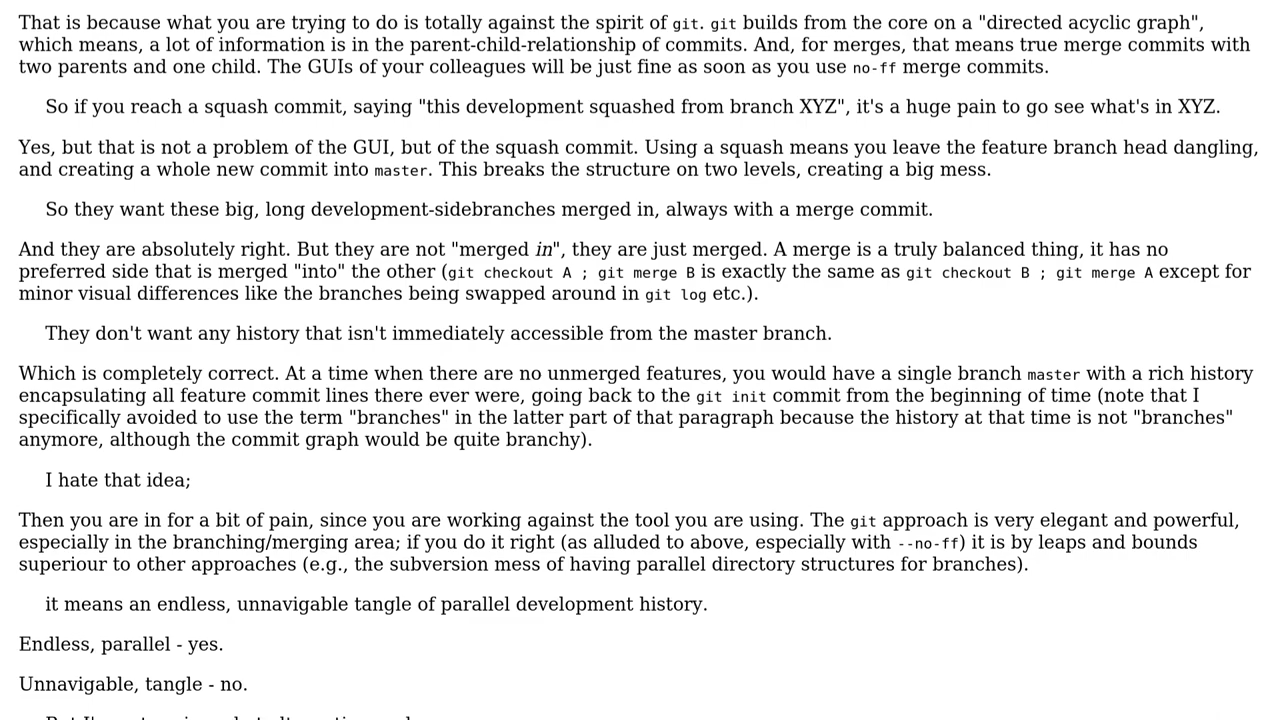 That is because what you are trying to do is totally against the spirit of git. git builds from the core on a "directed acyclic graph",
which means, a lot of information is in the parent-child-relationship of commits. And, for merges, that means true merge commits with
two parents and one child. The GUIs of your colleagues will be just fine as soon as you use no-ff merge commits.
So if you reach a squash commit, saying "this development squashed from branch XYZ", it's a huge pain to go see what's in XYZ.
Yes, but that is not a problem of the GUI, but of the squash commit. Using a squash means you leave the feature branch head dangling,
and creating a whole new commit into master. This breaks the structure on two levels, creating a big mess.
So they want these big, long development-sidebranches merged in, always with a merge commit.
And they are absolutely right. But they are not "merged in", they are just merged. A merge is a truly balanced thing, it has no
preferred side that is merged "into" the other (git checkout A ; git merge B is exactly the same as git checkout B ; git merge A except for
minor visual differences like the branches being swapped around in git log etc.).
They don't want any history that isn't immediately accessible from the master branch.
Which is completely correct. At a time when there are no unmerged features, you would have a single branch master with a rich history
encapsulating all feature commit lines there ever were, going back to the git init commit from the beginning of time (note that I
specifically avoided to use the term "branches" in the latter part of that paragraph because the history at that time is not "branches"
anymore, although the commit graph would be quite branchy).
I hate that idea;
Then you are in for a bit of pain, since you are working against the tool you are using. The git approach is very elegant and powerful,
especially in the branching/merging area; if you do it right (as alluded to above, especially with --no-ff) it is by leaps and bounds
superiour to other approaches (e.g., the subversion mess of having parallel directory structures for branches).
it means an endless, unnavigable tangle of parallel development history.
Endless, parallel - yes.
Unnavigable, tangle - no.